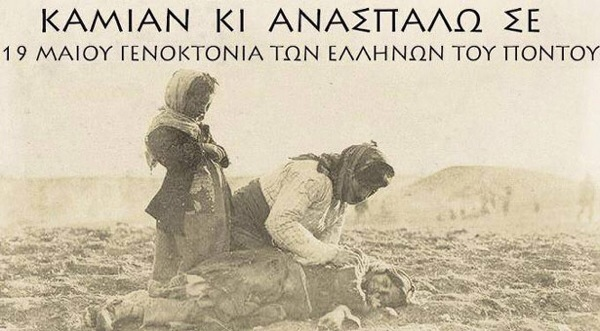 ΚΑΜΙΑΝ ΚΙ ΑΝΑΣΠΑΛΩ ΣΕ
19 ΜΑΙΟΥ ΓΕΝΟΚΤΟΝΙΑ ΤΩΝ ΕΛΛΗΝΩΝ ΤΟΥ ΠΟΝΤΟΥ